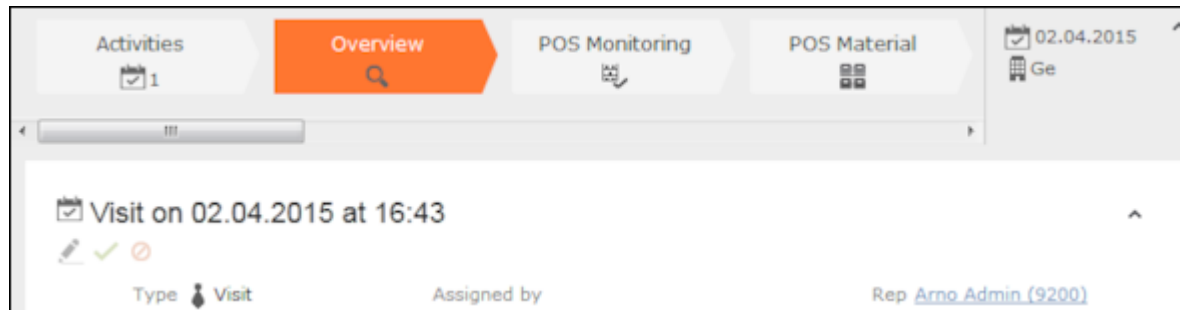 Activities
1
Overview
POS Monitoring
POS Material
02.04.2015
Ge
Visit on 02.04.2015 at 16:43
Type Visit Assigned by Rep Arno Admin (9200)